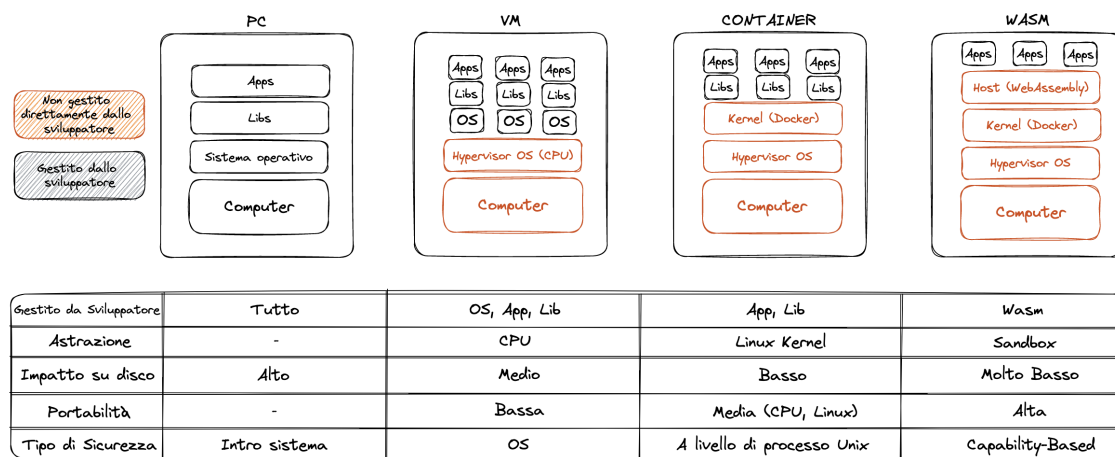 PC
VM
CONTAINER
WASM
Non gestito
direttamente dallo
sviluppatore
Gestito dallo
sviluppatore
Apps
Libs
Sistema operativo
Computer
Apps Apps Apps
Libs Libs Libs
OS OS OS
Hypervisor OS (CPU)
Computer
Apps Apps Apps
Libs Libs Libs
Kernel (Docker)
Hypervisor OS
Computer
Apps Apps Apps
Host (WebAssembly)
Kernel (Docker)
Hypervisor OS
Computer
Gestito da Sviluppatore Tutto OS, App, Lib App, Lib Wasm
Astrazione - CPU Linux Kernel Sandbox
Impatto su disco Alto Medio Basso Molto Basso
Portabilità - Bassa Media (CPU, Linux) Alta
Tipo di Sicurezza Intro sistema OS A livello di processo Unix Capability-Based